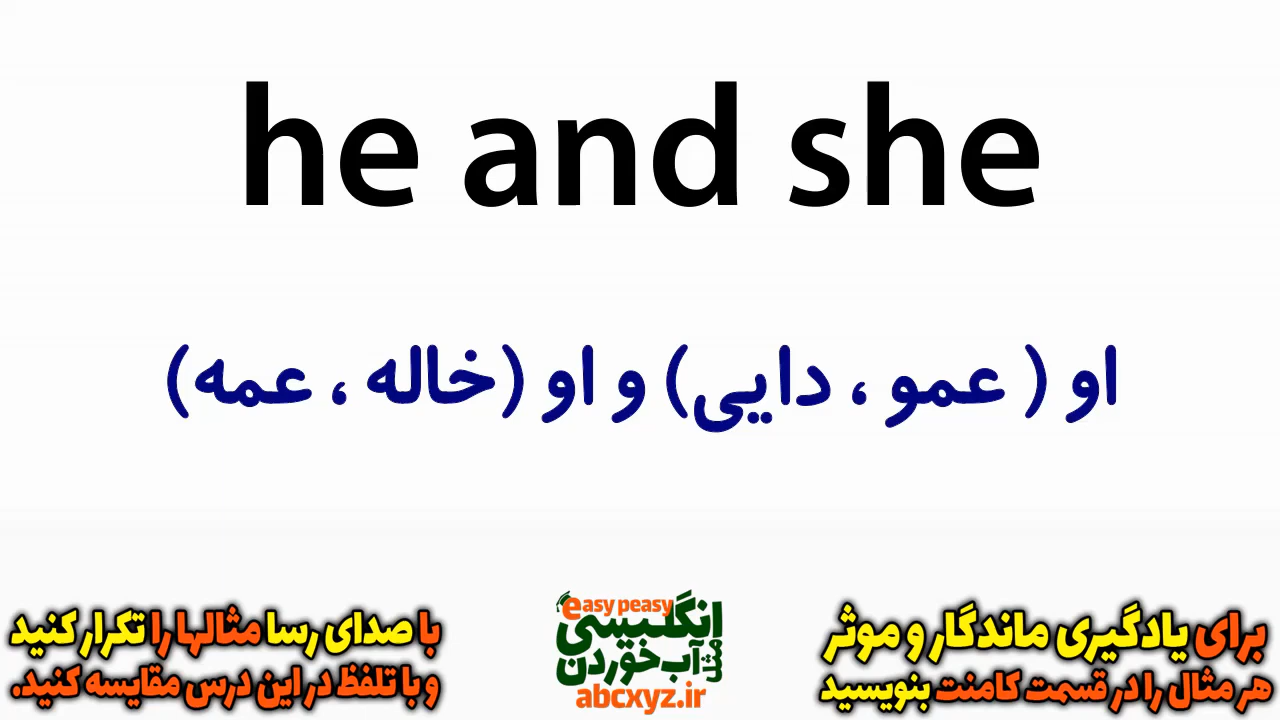 he and she
او ( عمو ، دایی) و او (خاله ، عمه)
برای یادگیری ماندگار و موثر
هر مثال را در قسمت کامنت بنویسید
easy peasy
انگلیسی
مثل آب خوردن
abcxyz.ir
با صدای رسا مثالها را تکرار کنید
و با تلفظ در این درس مقایسه کنید.